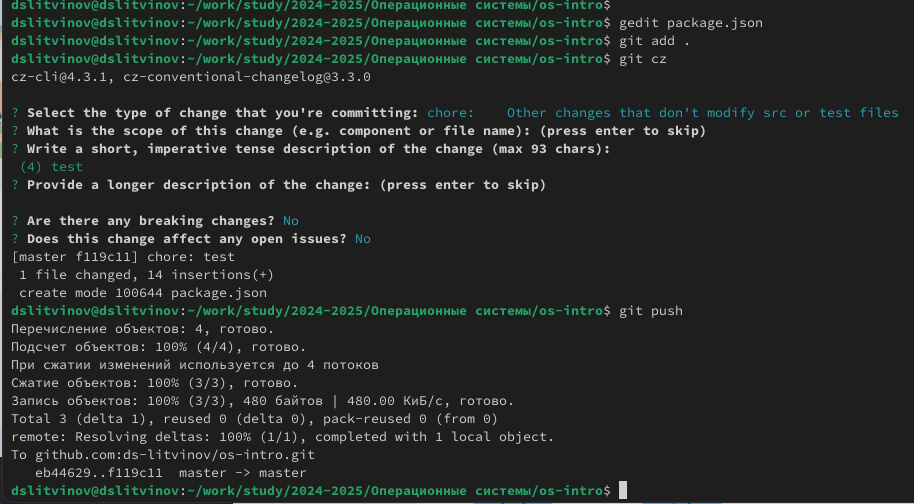 dslitvinov@dslitvinov:~/work/study/2024-2025/Операционные системы/os-intro$
dslitvinov@dslitvinov:~/work/study/2024-2025/Операционные системы/os-intro$ gedit package.json
dslitvinov@dslitvinov:~/work/study/2024-2025/Операционные системы/os-intro$ git add .
dslitvinov@dslitvinov:~/work/study/2024-2025/Операционные системы/os-intro$ git cz
cz-cli@4.3.1, cz-conventional-changelog@3.3.0
? Select the type of change that you're committing: chore:    Other changes that don't modify src or test files
? What is the scope of this change (e.g. component or file name): (press enter to skip)
? Write a short, imperative tense description of the change (max 93 chars):
 (4) test
? Provide a longer description of the change: (press enter to skip)
? Are there any breaking changes? No
? Does this change affect any open issues? No
[master f119c11] chore: test
 1 file changed, 14 insertions(+)
 create mode 100644 package.json
dslitvinov@dslitvinov:~/work/study/2024-2025/Операционные системы/os-intro$ git push
Перечисление объектов: 4, готово.
Подсчет объектов: 100% (4/4), готово.
При сжатии изменений используется до 4 потоков
Сжатие объектов: 100% (3/3), готово.
Запись объектов: 100% (3/3), 480 байтов | 480.00 КиБ/с, готово.
Total 3 (delta 1), reused 0 (delta 0), pack-reused 0 (from 0)
remote: Resolving deltas: 100% (1/1), completed with 1 local object.
To github.com:ds-litvinov/os-intro.git
   eb44629..f119c11  master -> master
dslitvinov@dslitvinov:~/work/study/2024-2025/Операционные системы/os-intro$